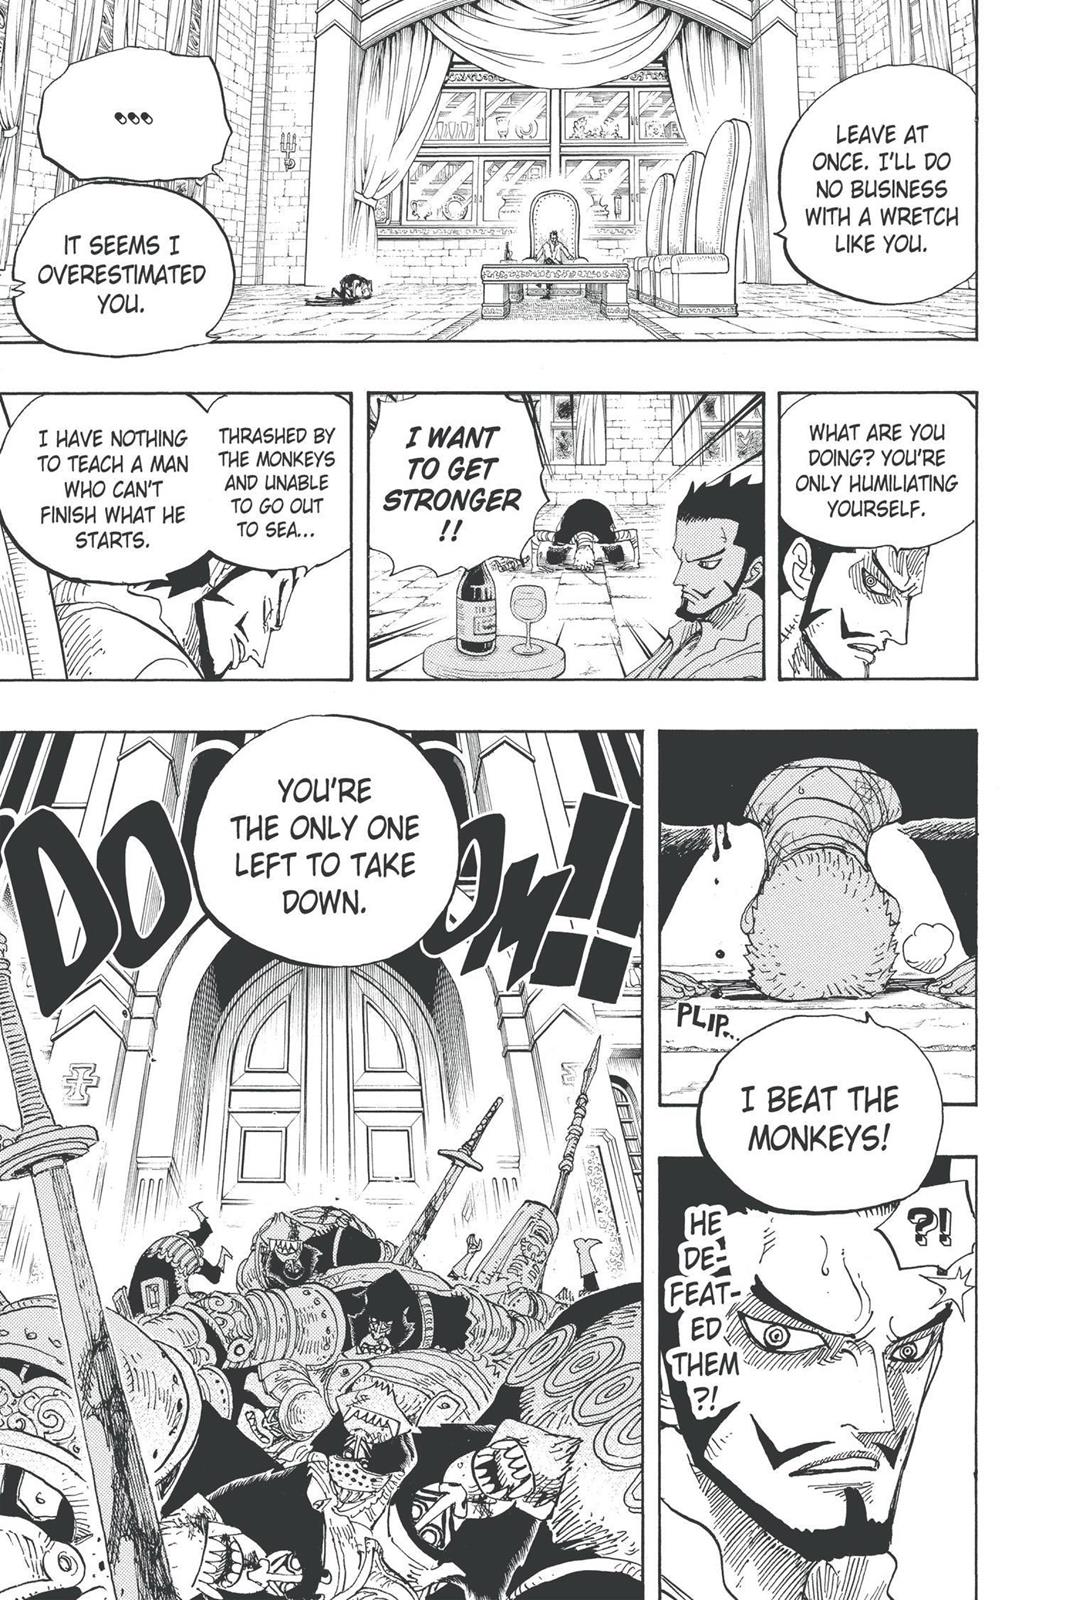 LEAVE AT
ONCE. I'LL DO
NO BUSINESS
WITH A WRETCH
LIKE YOU.
...
IT SEEMS I
OVERESTIMATED
YOU.
WHAT ARE YOU
DOING? YOU'RE
ONLY HUMILIATING
YOURSELF.
I WANT
TO GET
STRONGER
!!
THRASHED BY
THE MONKEYS
AND UNABLE
TO GO OUT
TO SEA...
I HAVE NOTHING
TO TEACH A MAN
WHO CAN'T
FINISH WHAT HE
STARTS.
PLIP...
I BEAT THE
MONKEYS!
?!
HE
DE-
FEAT-
ED
THEM
?!
YOU'RE
THE ONLY ONE
LEFT TO TAKE
DOWN.
DOOM!!